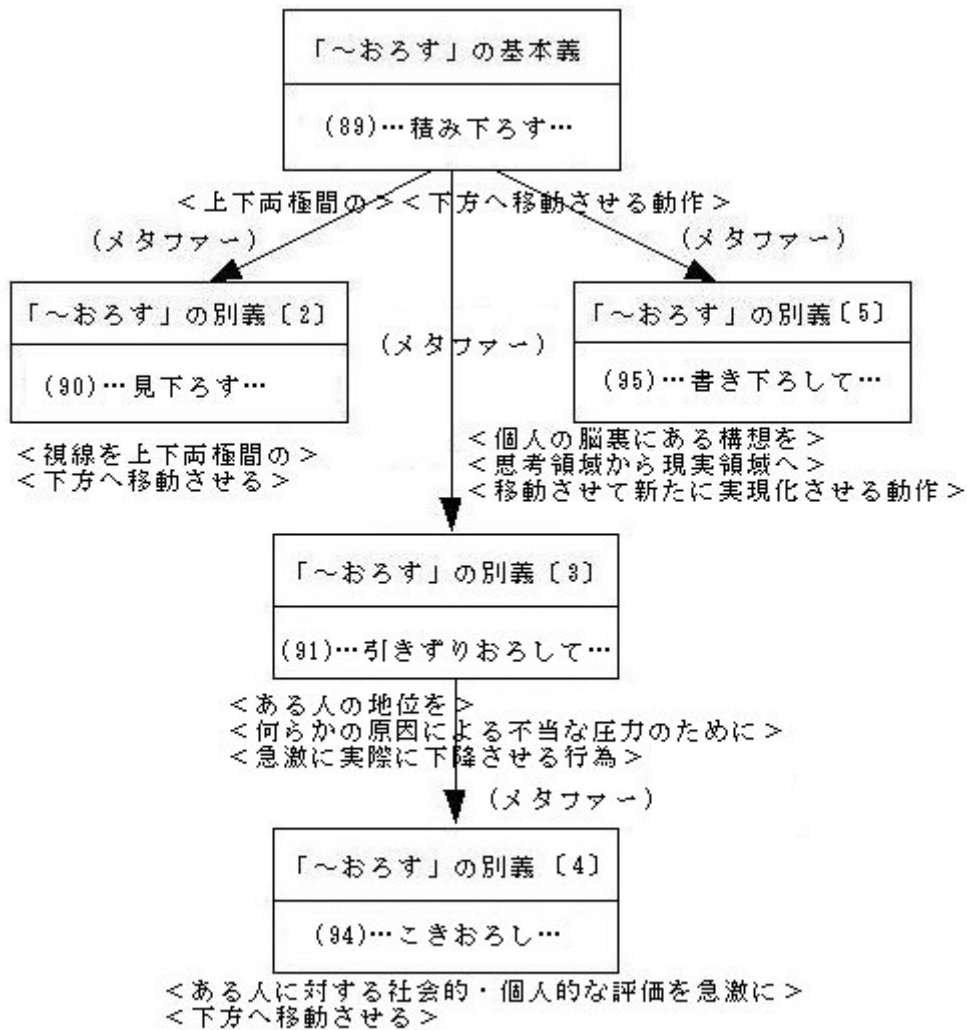 「～おろす」の基本義
(89)…積み下ろす…
＜上下両極間の＞＜下方へ移動させる動作＞
(メタファー)
(メタファー)
「～おろす」の別義〔2〕
(90)…見下ろす…
＜視線を上下両極間の＞
＜下方へ移動させる＞
(メタファー)
「～おろす」の別義〔5〕
(95)…書き下ろして…
＜個人の脳裏にある構想を＞
＜思考領域から現実領域へ＞
＜移動させて新たに実現化させる動作＞
「～おろす」の別義〔3〕
(91)…引きずりおろして…
＜ある人の地位を＞
＜何らかの原因による不当な圧力のために＞
＜急激に実際に下降させる行為＞
(メタファー)
「～おろす」の別義〔4〕
(94)…こきおろし…
＜ある人に対する社会的・個人的な評価を急激に＞
＜下方へ移動させる＞